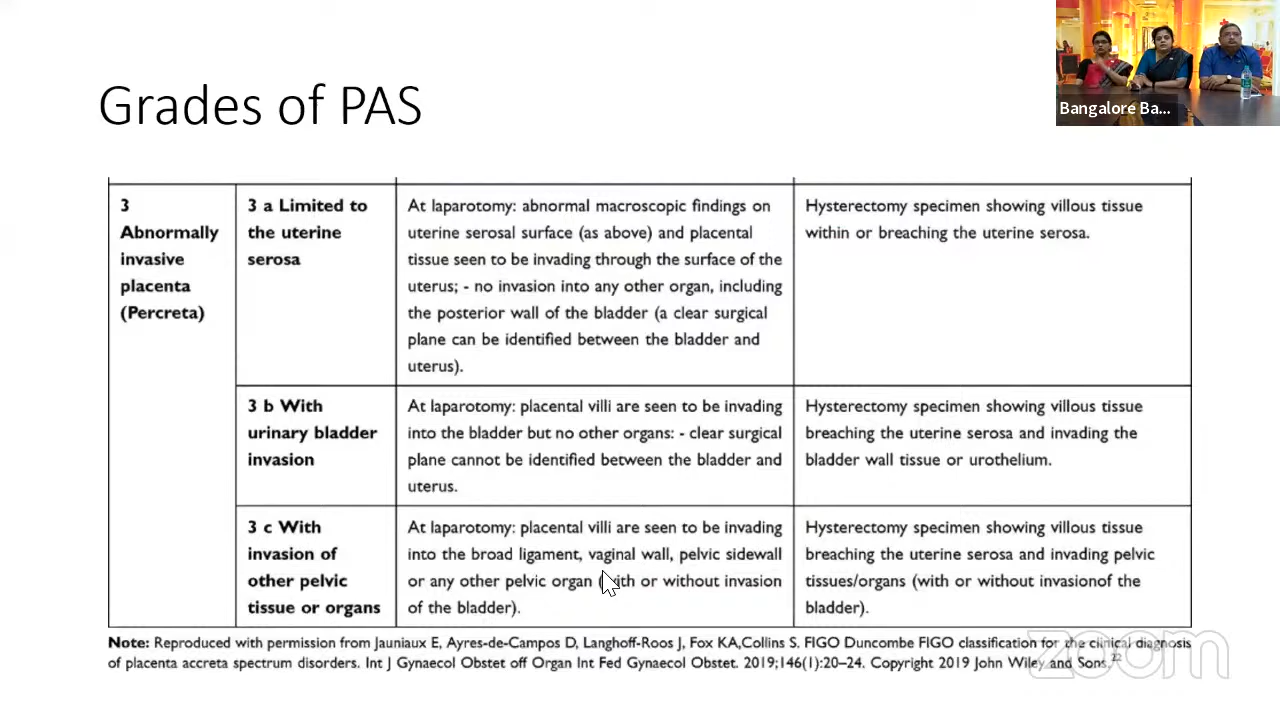 Bangalore Ba...
Grades of PAS
3
Abnormally
invasive
placenta
(Percreta)
3 a Limited to
the uterine
serosa
At laparotomy: abnormal macroscopic findings on
uterine serosal surface (as above) and placental
tissue seen to be invading through the surface of the
uterus; - no invasion into any other organ, including
the posterior wall of the bladder (a clear surgical
plane can be identified between the bladder and
uterus).
Hysterectomy specimen showing villous tissue
within or breaching the uterine serosa.
3 b With
urinary bladder
invasion
At laparotomy: placental villi are seen to be invading
into the bladder but no other organs: - clear surgical
plane cannot be identified between the bladder and
uterus.
Hysterectomy specimen showing villous tissue
breaching the uterine serosa and invading the
bladder wall tissue or urothelium.
3 c With
invasion of
other pelvic
tissue or organs
At laparotomy: placental villi are seen to be invading
into the broad ligament, vaginal wall, pelvic sidewall
or any other pelvic organ (with or without invasion
of the bladder).
Hysterectomy specimen showing villous tissue
breaching the uterine serosa and invading pelvic
tissues/organs (with or without invasionof the
bladder).
Note: Reproduced with permission from Jauniaux E, Ayres-de-Campos D, Langhoff-Roos J, Fox KA,Collins S. FIGO Duncombe FIGO classification for the clinical diagnosis
of placenta accreta spectrum disorders. Int J Gynaecol Obstet off Organ Int Fed Gynaecol Obstet. 2019;146(1):20–24. Copyright 2019 John Wiley and Sons.22
zoom